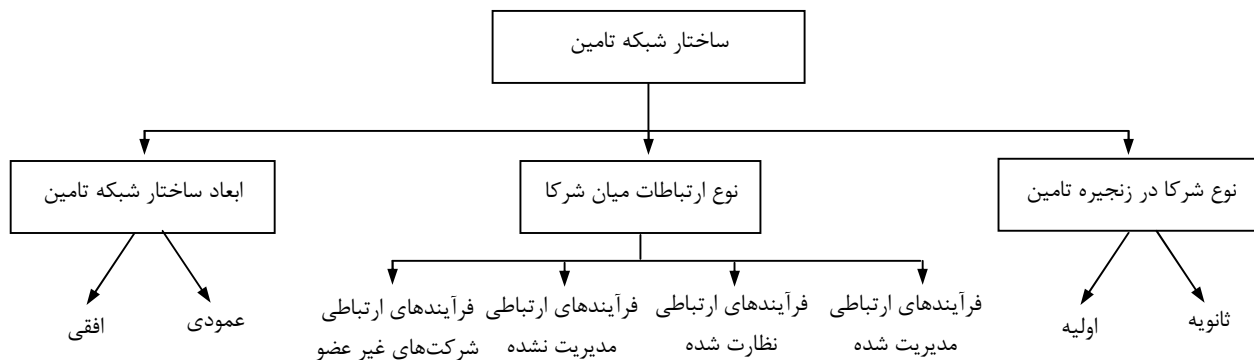 ساختار شبکه تامین
نوع شرکا در زنجیره تامین
نوع ارتباطات میان شرکا
ابعاد ساختار شبکه تامین
ثانویه
اولیه
فرآیندهای ارتباطی
مدیریت شده
فرآیندهای ارتباطی
نظارت شده
فرآیندهای ارتباطی
مدیریت نشده
فرآیندهای ارتباطی
شرکت‌های غیر عضو
عمودی
افقی